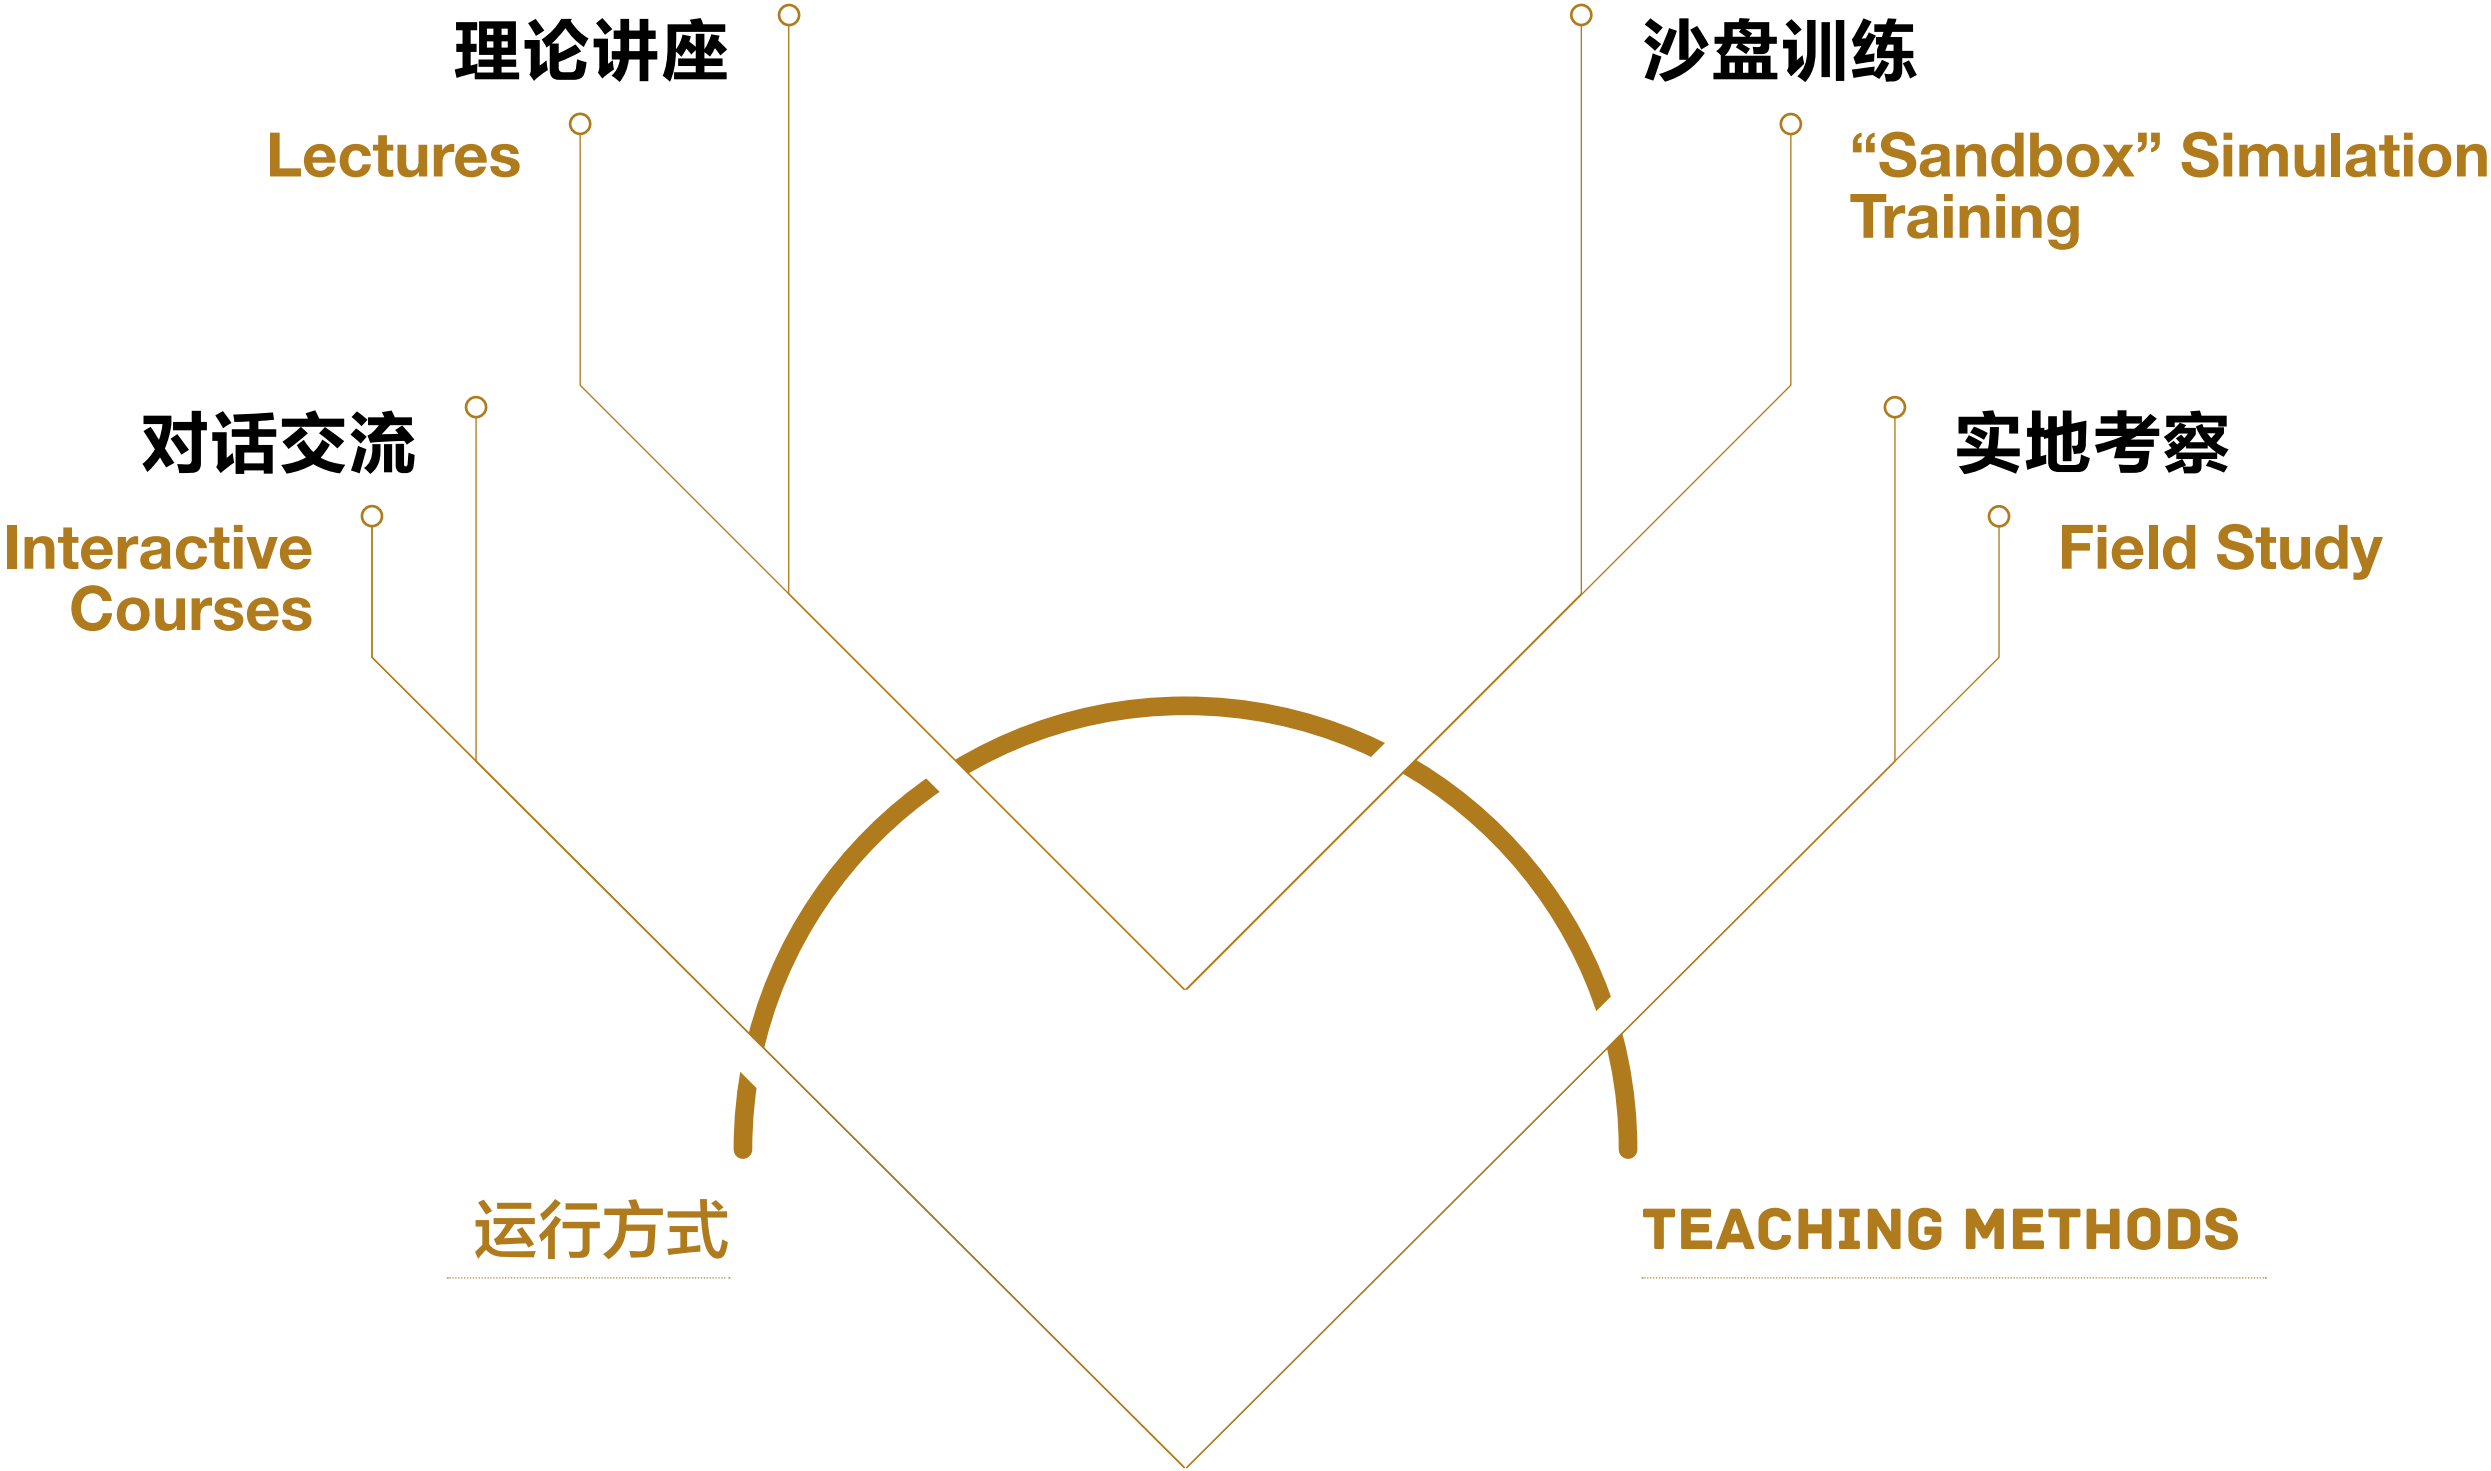 理论讲座
Lectures
沙盘训练
“Sandbox” Simulation
Training
对话交流
Interactive
Courses
实地考察
Field Study
运行方式
TEACHING METHODS